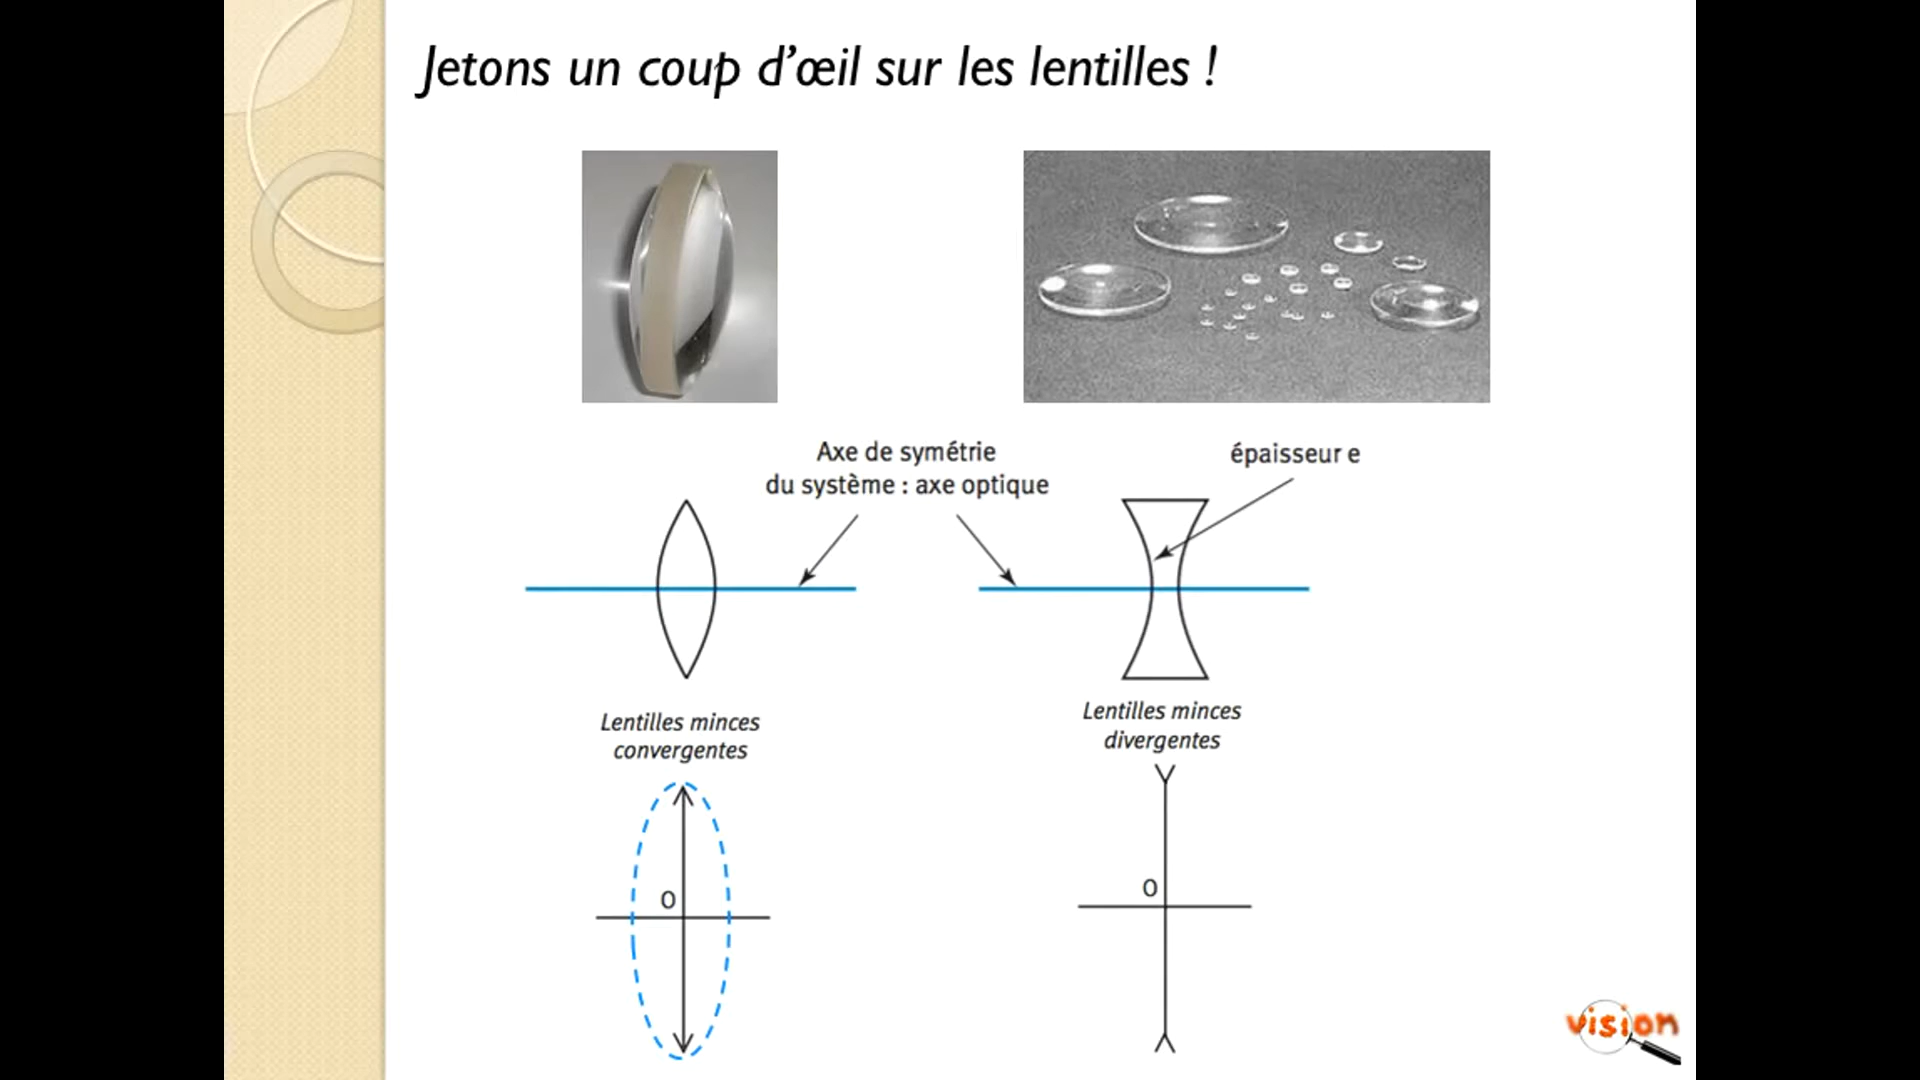 Jetons un coup d’œil sur les lentilles !
Axe de symétrie
du système : axe optique
épaisseur e
Lentilles minces
convergentes
Lentilles minces
divergentes
O
O
vision